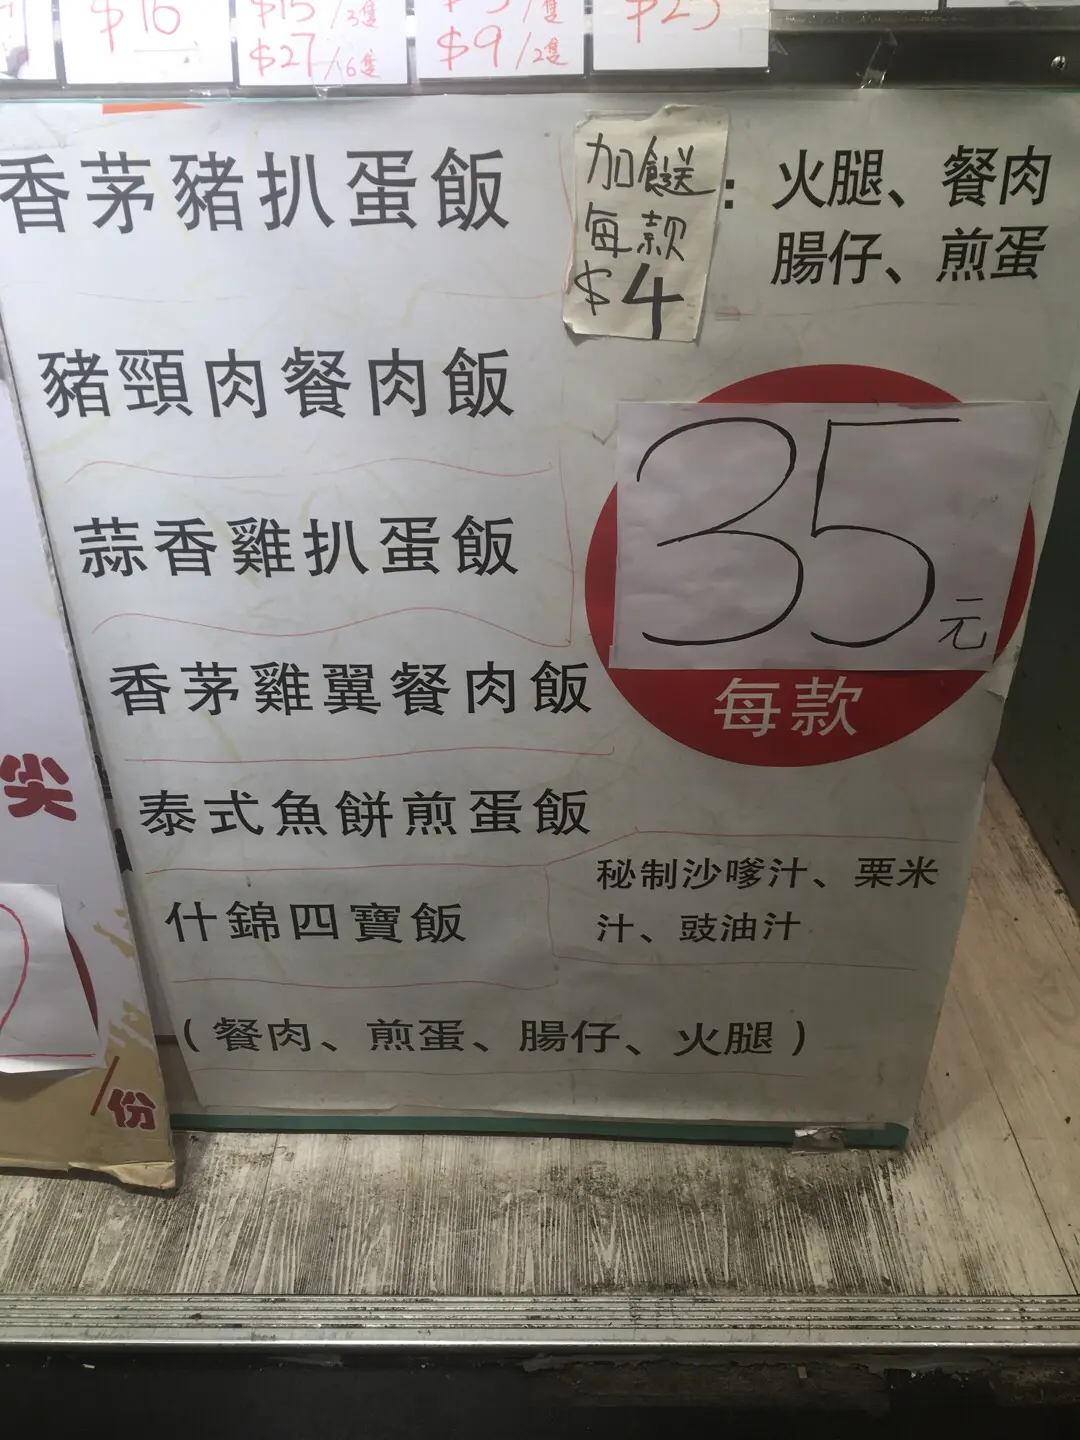 $16
$15/3隻
$27/6隻
$9/2隻
香茅豬扒蛋飯
加餸
每款
$4
：火腿、餐肉
腸仔、煎蛋
豬頸肉餐肉飯
蒜香雞扒蛋飯
35元
每款
香茅雞翼餐肉飯
泰式魚餅煎蛋飯
什錦四寶飯
秘制沙嗲汁、栗米
汁、豉油汁
（餐肉、煎蛋、腸仔、火腿）
尖
/份